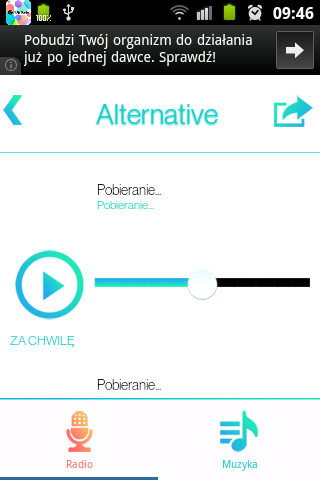 09:46
Pobudzi Twój organizm do działania
już po jednej dawce. Sprawdź!
Alternative
Pobieranie...
Pobieranie...
ZA CHWILĘ
Pobieranie...
Radio
Muzyka